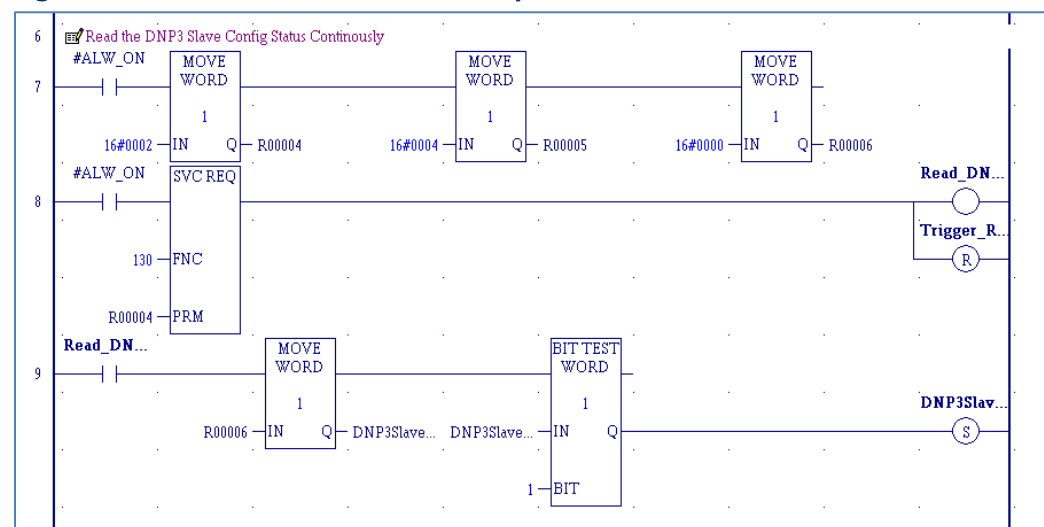 6 Read the DNP3 Slave Config Status Continously
#ALW_ON MOVE MOVE MOVE
WORD WORD WORD
7
1 1 1
16#0002 IN Q R00004 16#0004 IN Q R00005 16#0000 IN Q R00006
#ALW_ON SVC REQ Read_DN...
8
Trigger_R...
130 FNC R
R00004 PRM
Read_DN... MOVE BIT TEST
WORD WORD
9
1 1 DNP3Slav...
R00006 IN Q DNP3Slave... DNP3Slave... IN Q S
1 BIT